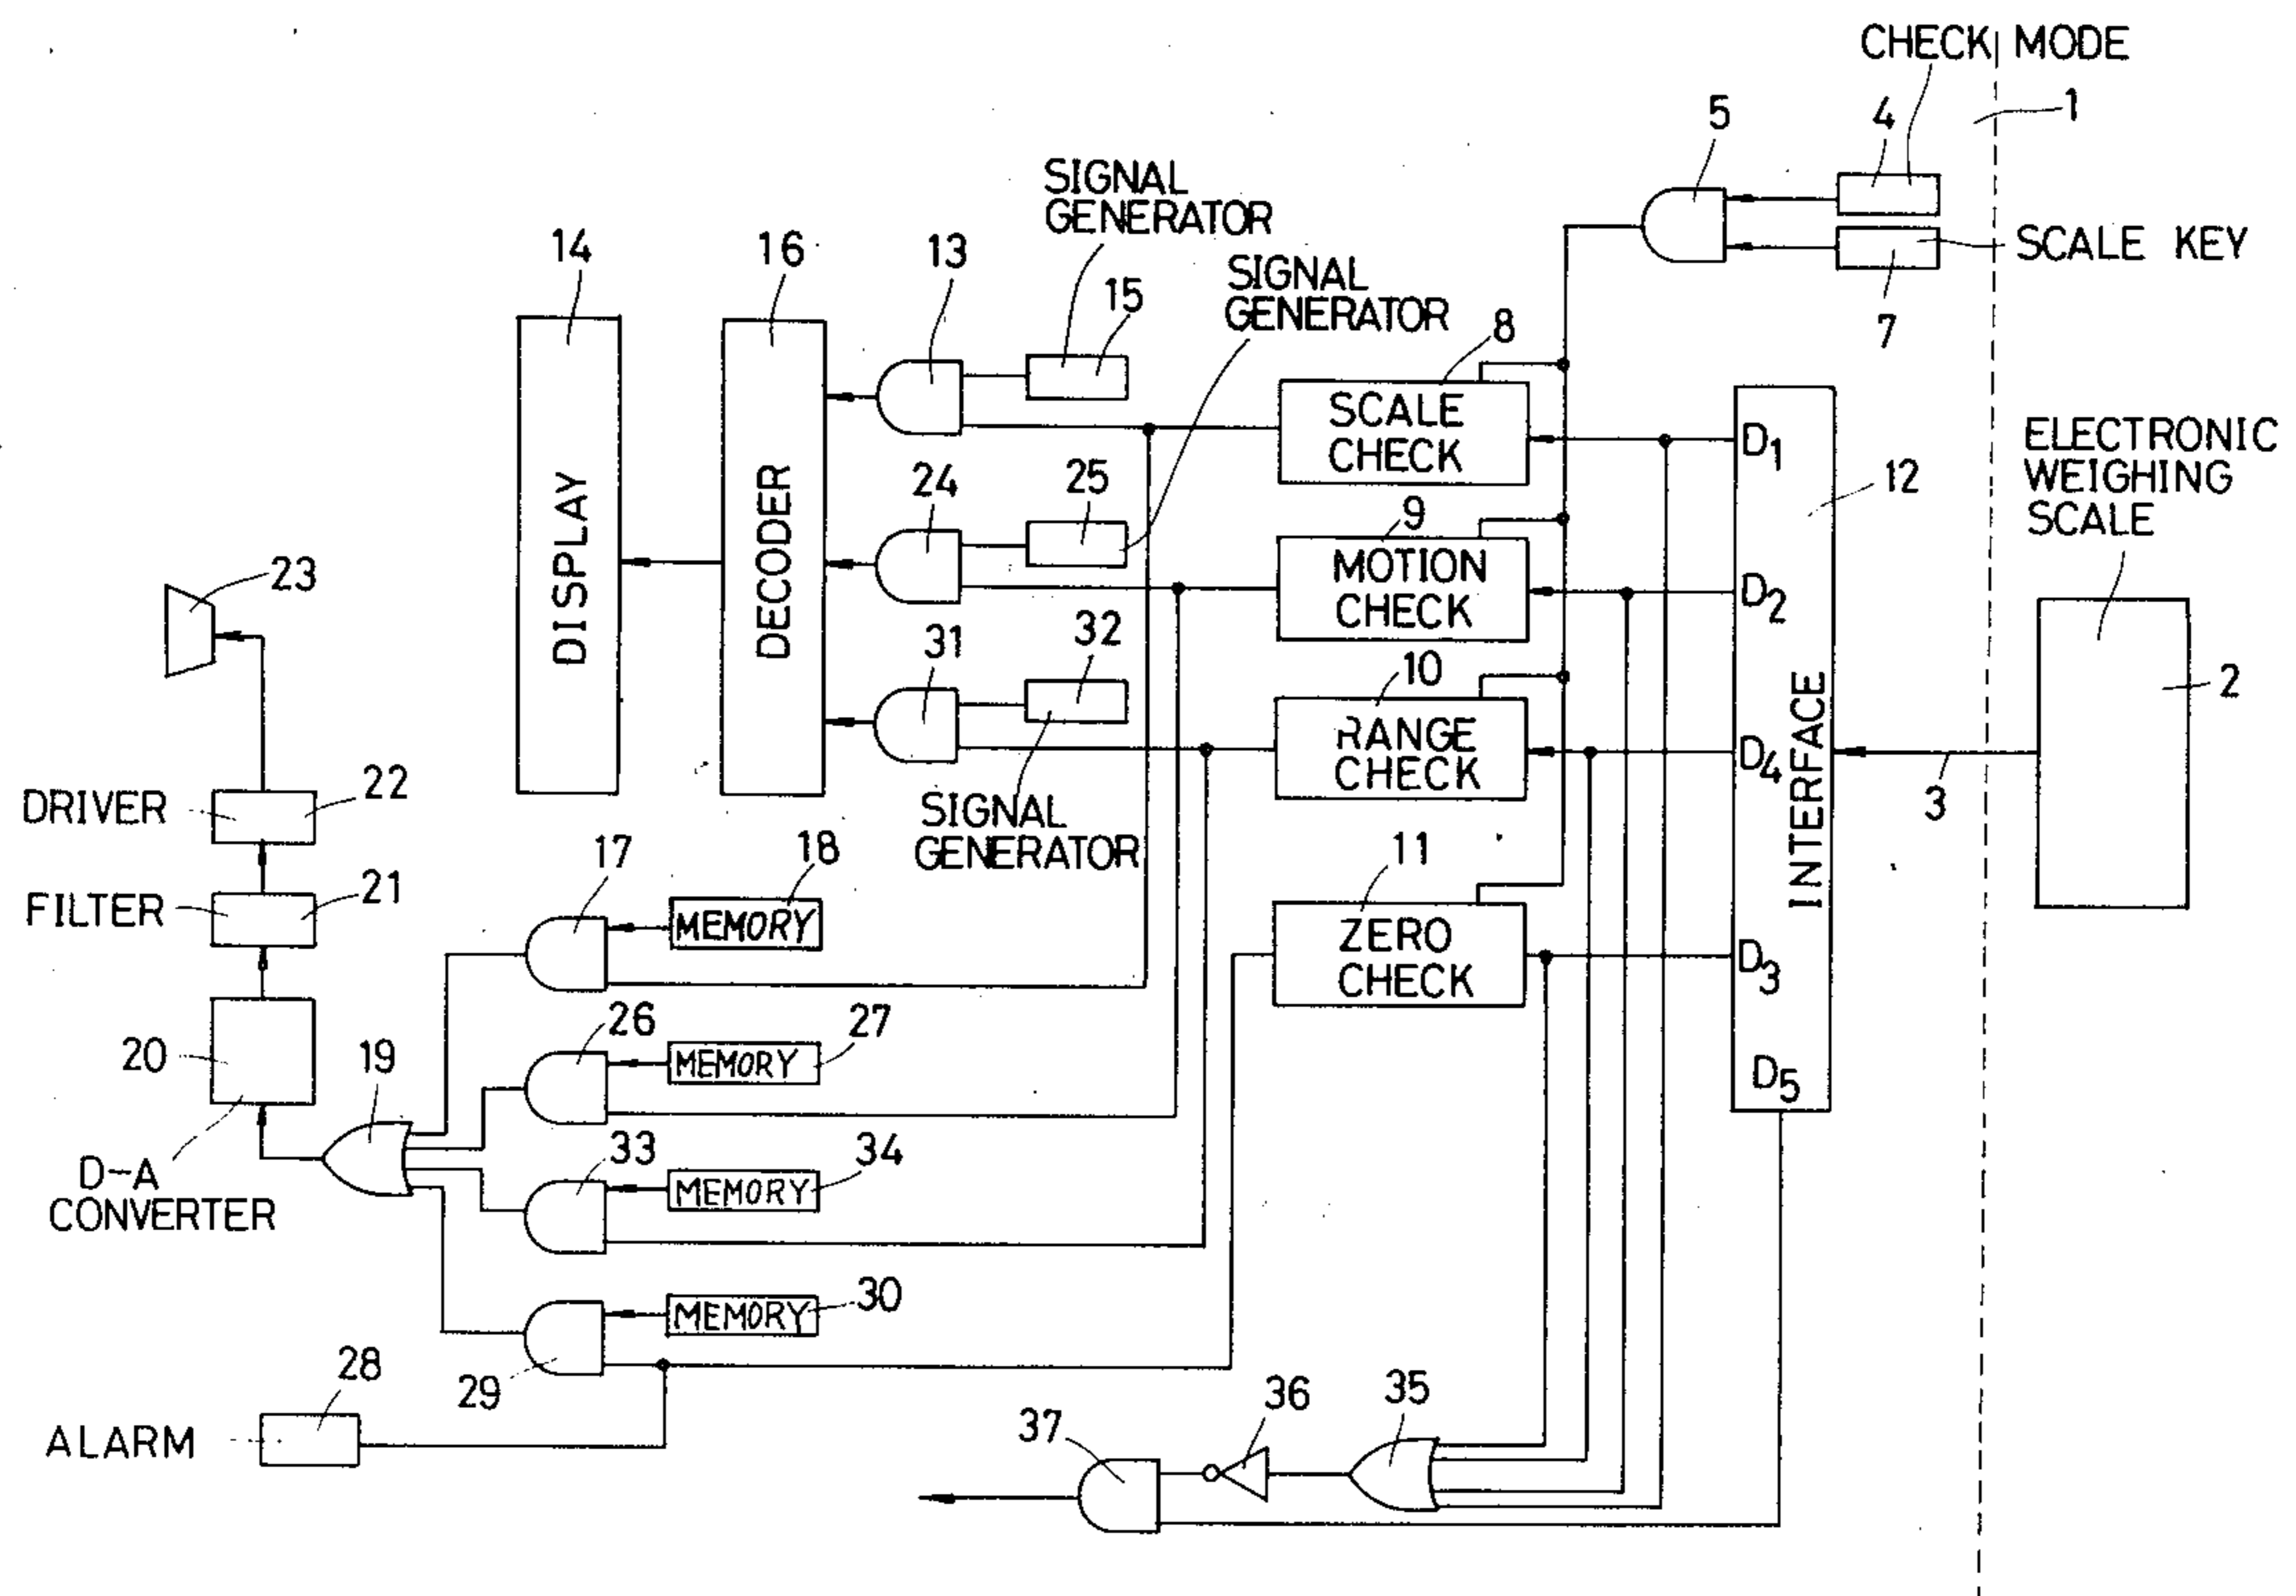 CHECK MODE
1
5
4
SIGNAL
GENERATOR
14
16
13
SIGNAL
GENERATOR
15
SCALE KEY
7
8
SCALE
CHECK
D1
ELECTRONIC
WEIGHING
SCALE
12
24
25
9
MOTION
CHECK
D2
DISPLAY
DECODER
INTERFACE
23
31
32
10
RANGE
CHECK
D4
2
3
SIGNAL
GENERATOR
DRIVER
22
17
18
MEMORY
11
ZERO
CHECK
D3
FILTER
21
26
27
MEMORY
20
19
D5
D-A
CONVERTER
33
34
MEMORY
30
MEMORY
29
28
ALARM
37
36
35